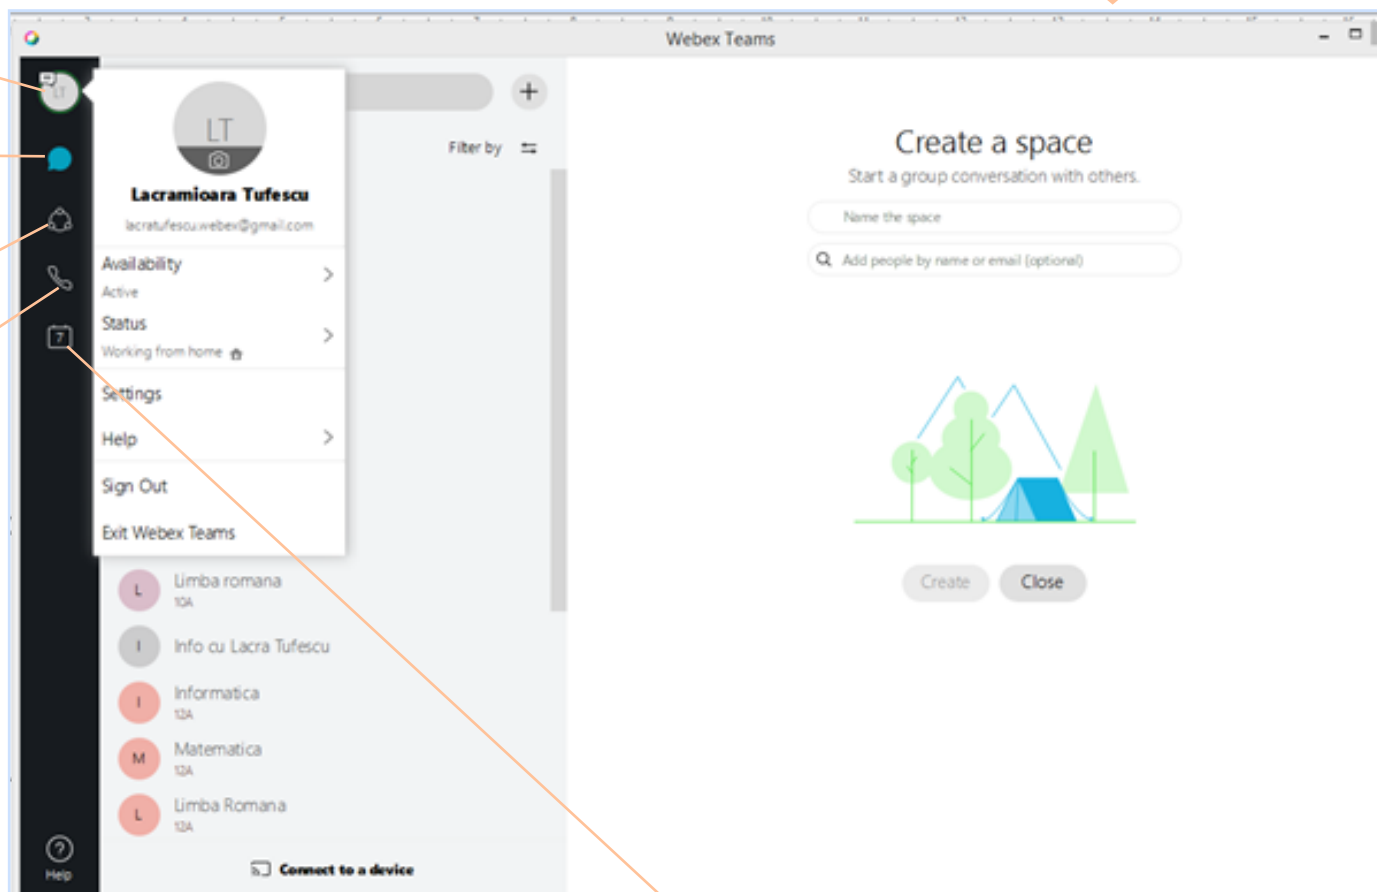 Webex Teams
LT
LT
Lacramioara Tufescu
lacratufescu.webex@gmail.com
Availability
Active
Status
Working from home
Settings
Help
Sign Out
Exit Webex Teams
7
Help
Filter by
L
Limba romana
10A
I
Info cu Lacra Tufescu
I
Informatica
12A
M
Matematica
12A
L
Limba Romana
12A
Connect to a device
Create a space
Start a group conversation with others.
Name the space
Add people by name or email (optional)
Create
Close